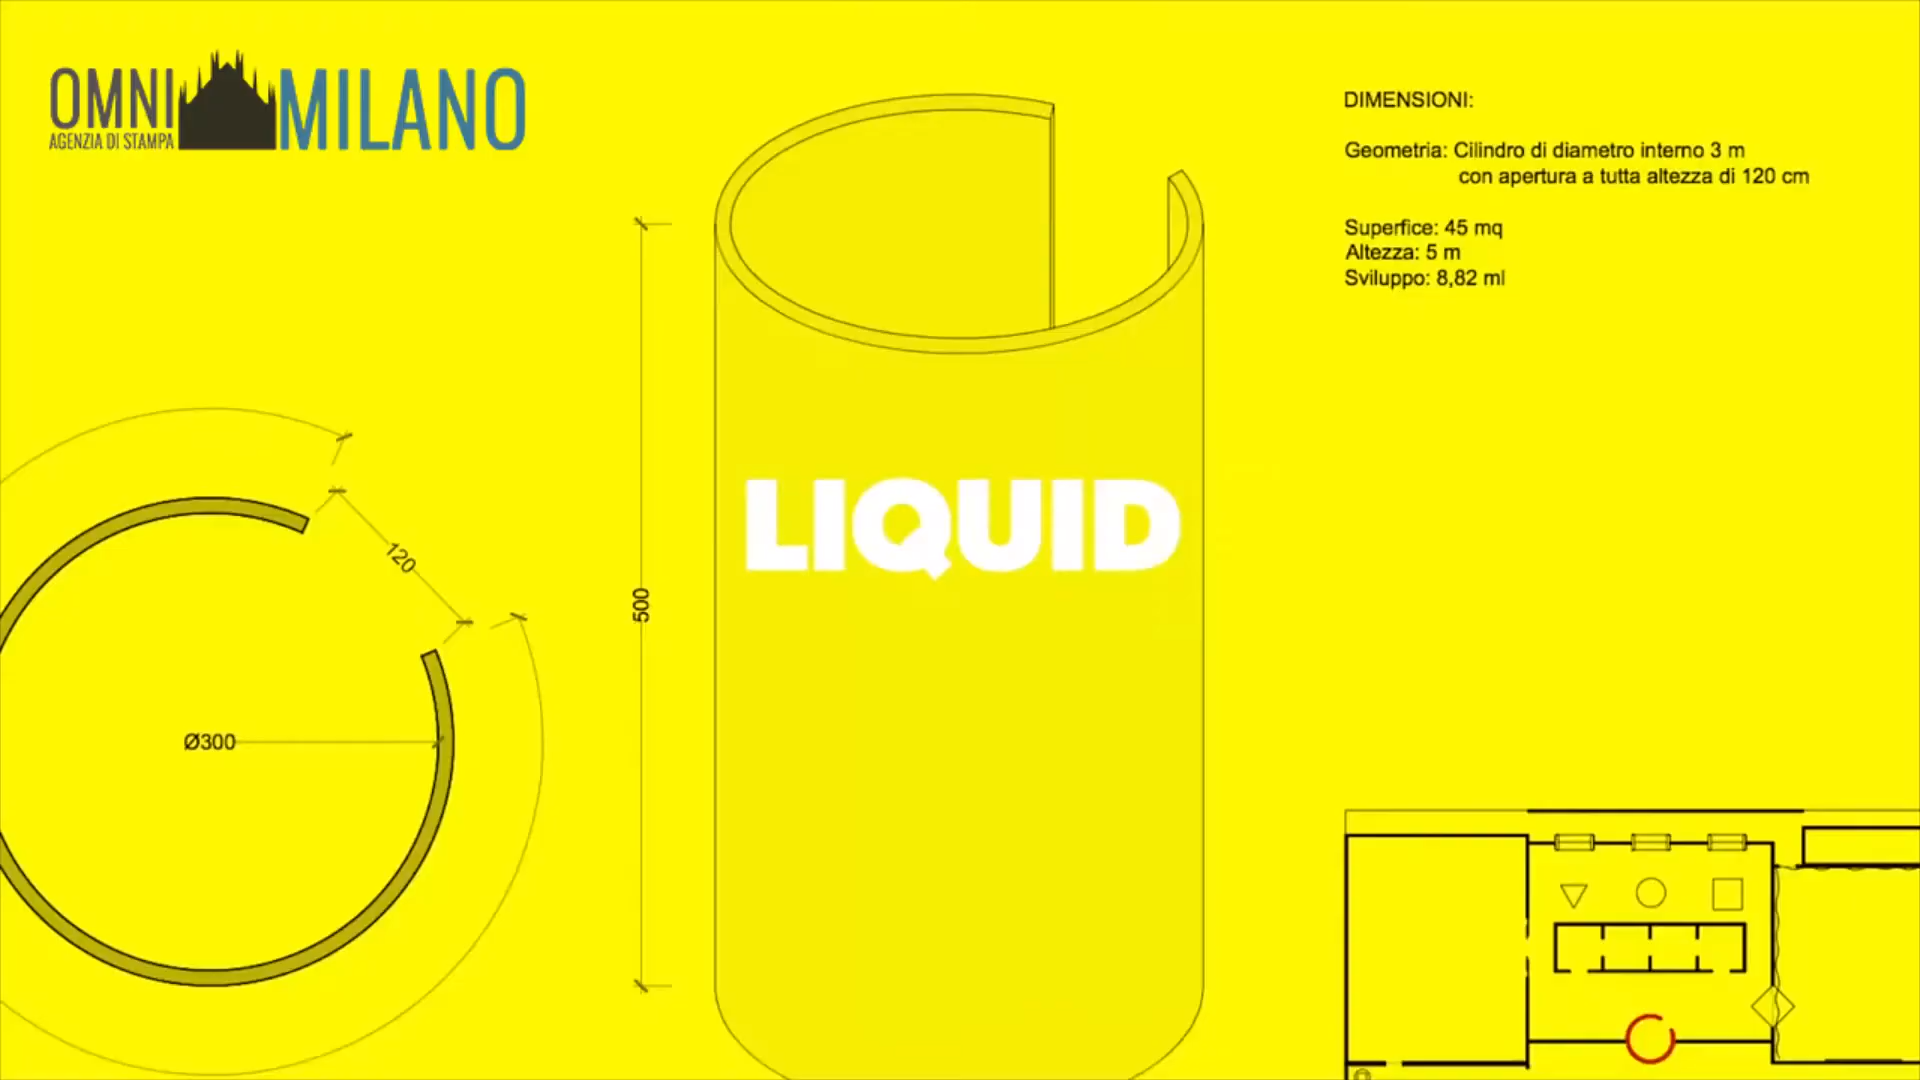 OMNI MILANO
AGENZIA DI STAMPA
DIMENSIONI:
Geometria: Cilindro di diametro interno 3 m
con apertura a tutta altezza di 120 cm
Superfice: 45 mq
Altezza: 5 m
Sviluppo: 8,82 ml
LIQUID
120
500
Ø300